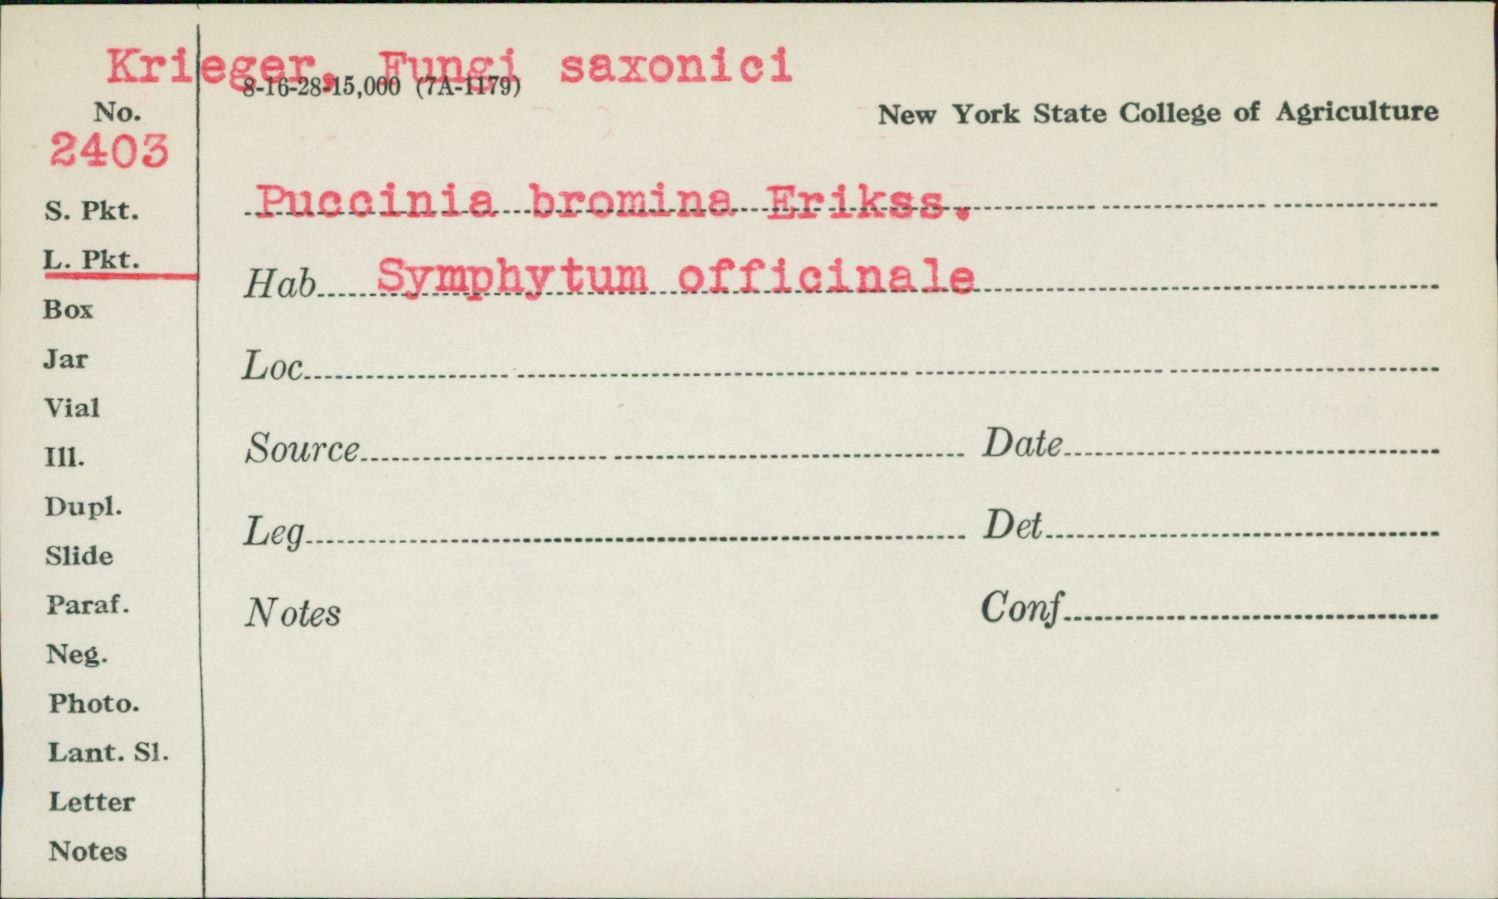 Krieger, Fungi saxonici
8-16-28-15,000 (7A-1179)
No.
New York State College of Agriculture
2403
Puccinia bromina Erikss.
S. Pkt.
L. Pkt.
Hab. Symphytum officinale
Box
Jar
Loc.
Vial
Ill.
Source
Date
Dupl.
Leg.
Det.
Slide
Paraf.
Notes
Conf.
Neg.
Photo.
Lant. Sl.
Letter
Notes